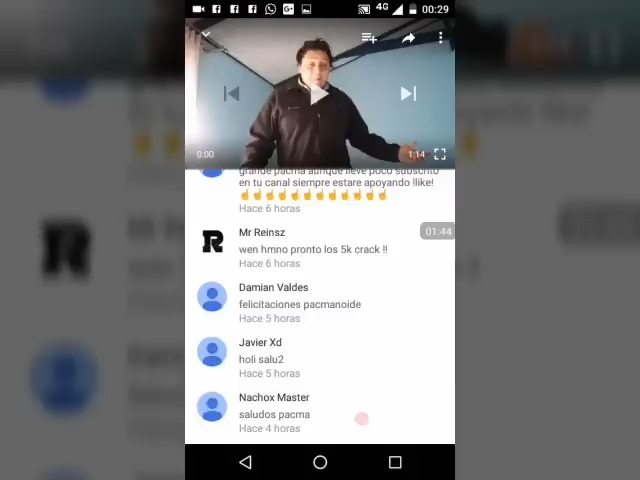 4G 00:29
0:00 1:14
grande pacma aunque lleve poco subscrito
en tu canal siempre estare apoyando !like!
Hace 6 horas
Mr Reinsz
01:44
wen hmno pronto los 5k crack !!
Hace 6 horas
Damian Valdes
felicitaciones pacmanoide
Hace 5 horas
Javier Xd
holi salu2
Hace 5 horas
Nachox Master
saludos pacma
Hace 4 horas